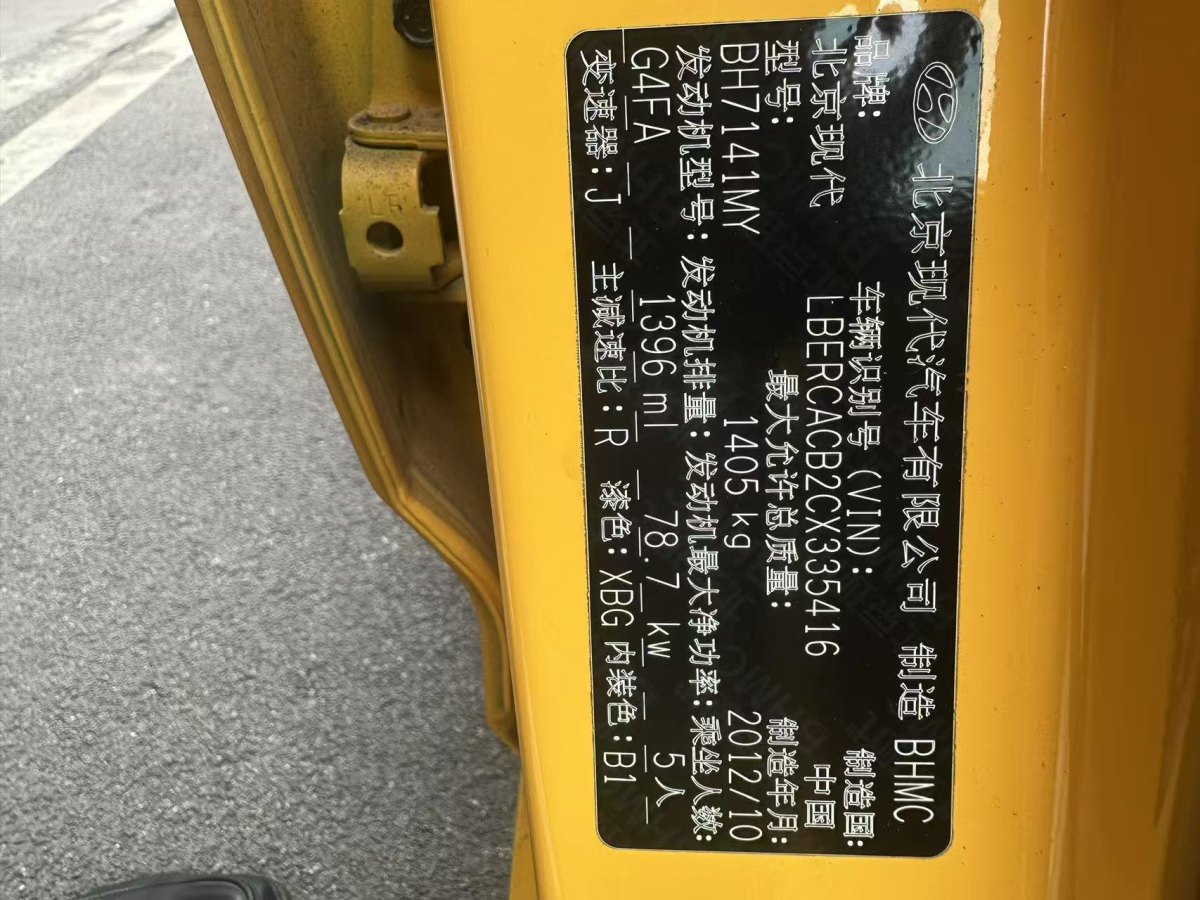 北京现代汽车有限公司 制造 BHMC
品牌: 车辆识别号(VIN): 制造国:
北京现代 LBERCACB2CX335416 中国
型号: 最大允许总质量: 制造年月:
BH7141MY 1405 kg 2012/10
发动机型号: 发动机排量: 发动机最大净功率: 乘坐人数:
G4FA 1396 ml 78.7 kw 5人
变速器:J 主减速比:R 漆色:XBG 内装色:B1
LR